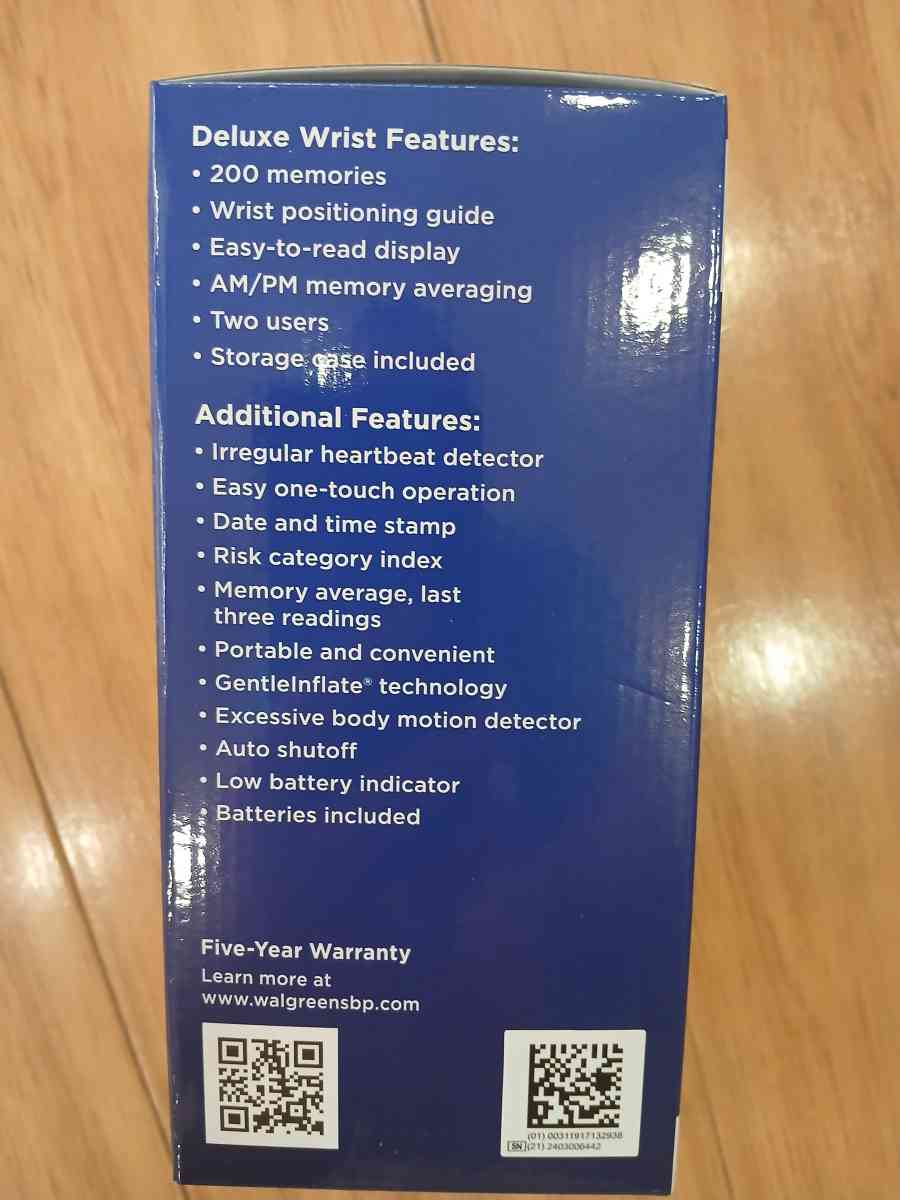 Deluxe Wrist Features:
• 200 memories
• Wrist positioning guide
• Easy-to-read display
• AM/PM memory averaging
• Two users
• Storage case included
Additional Features:
• Irregular heartbeat detector
• Easy one-touch operation
• Date and time stamp
• Risk category index
• Memory average, last
three readings
• Portable and convenient
• GentleInflate® technology
• Excessive body motion detector
• Auto shutoff
• Low battery indicator
• Batteries included
Five-Year Warranty
Learn more at
www.walgreensbp.com
(01) 00311917132938
SN (21) 2403006442